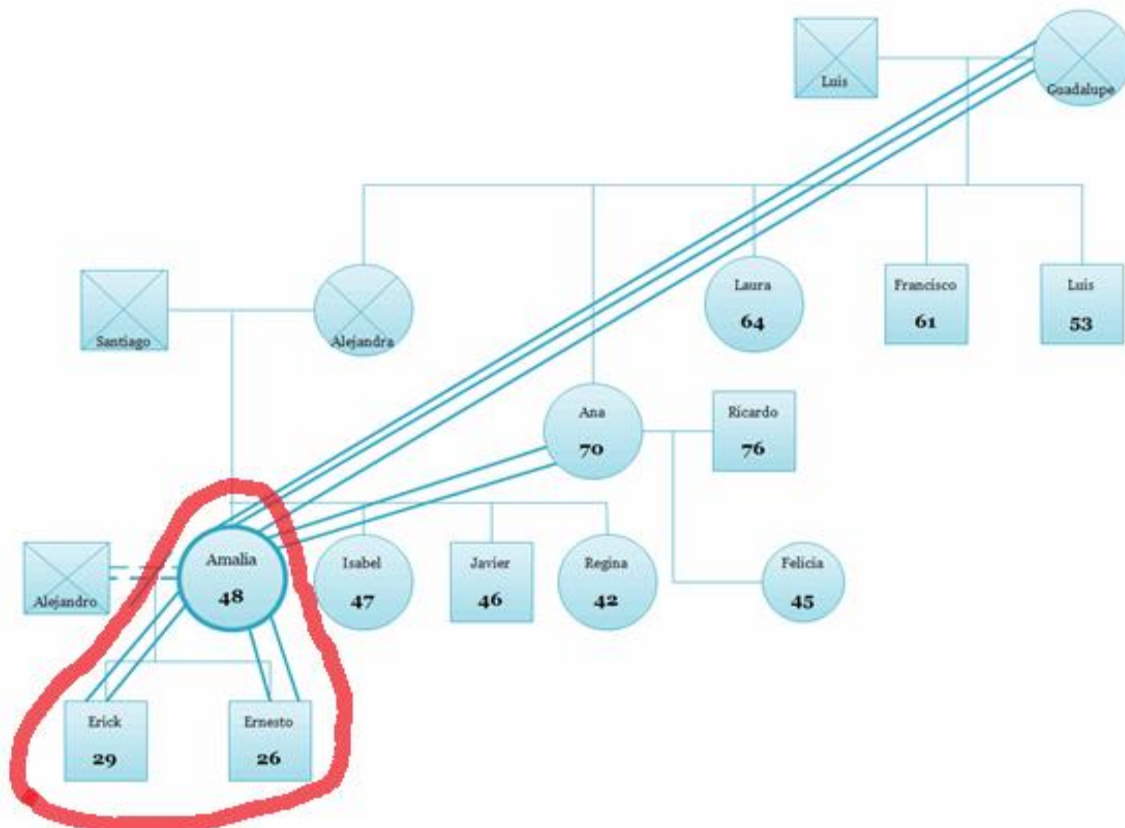 Luis
Guadalupe
Santiago
Alejandra
Laura
64
Francisco
61
Luis
53
Ana
70
Ricardo
76
Alejandro
Amalia
48
Isabel
47
Javier
46
Regina
42
Felicia
45
Erick
29
Ernesto
26